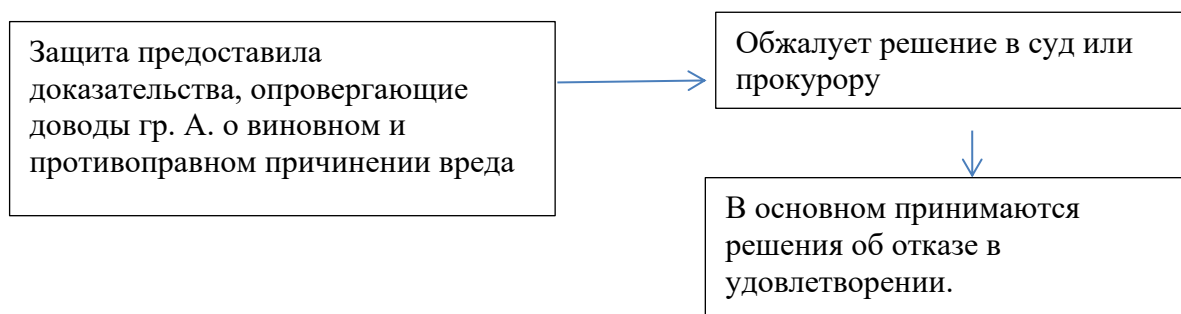 Защита предоставила
доказательства, опровергающие
доводы гр. А. о виновном и
противоправном причинении вреда
Обжалует решение в суд или
прокурору
В основном принимаются
решения об отказе в
удовлетворении.